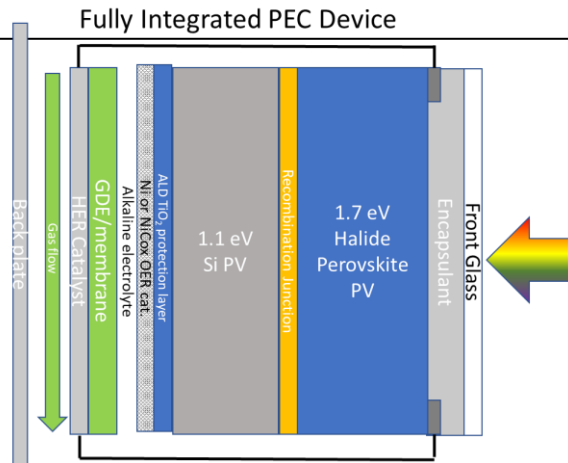 Fully Integrated PEC Device
Back plate
Gas flow
HER Catalyst
GDE/membrane
Alkaline electrolyte
Ni or NiCox OER cat.
ALD TiO₂ protection layer
1.1 eV
Si PV
Recombination Junction
1.7 eV
Halide
Perovskite
PV
Encapsulant
Front Glass